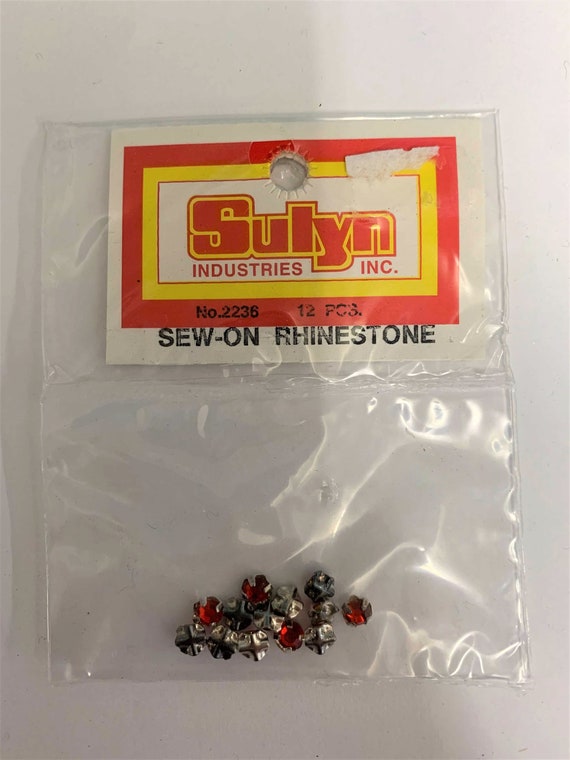 Sulyn
INDUSTRIES INC.
No.2236 12 PCS.
SEW-ON RHINESTONE